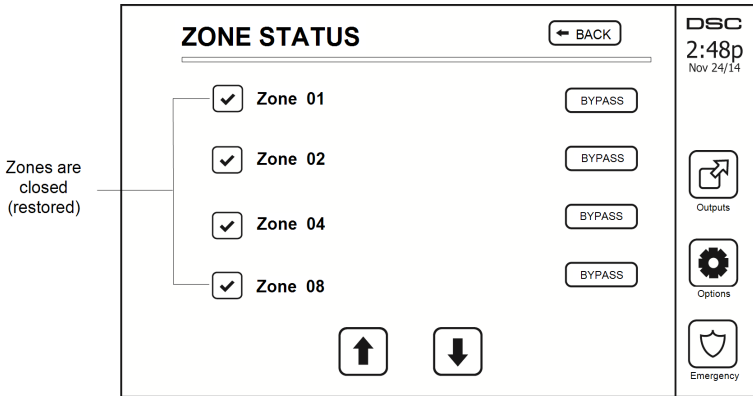 ZONE STATUS
BACK
DSC
2:48p
Nov 24/14
Zones are
closed
(restored)
Zone 01
BYPASS
Zone 02
BYPASS
Zone 04
BYPASS
Zone 08
BYPASS
Outputs
Options
Emergency